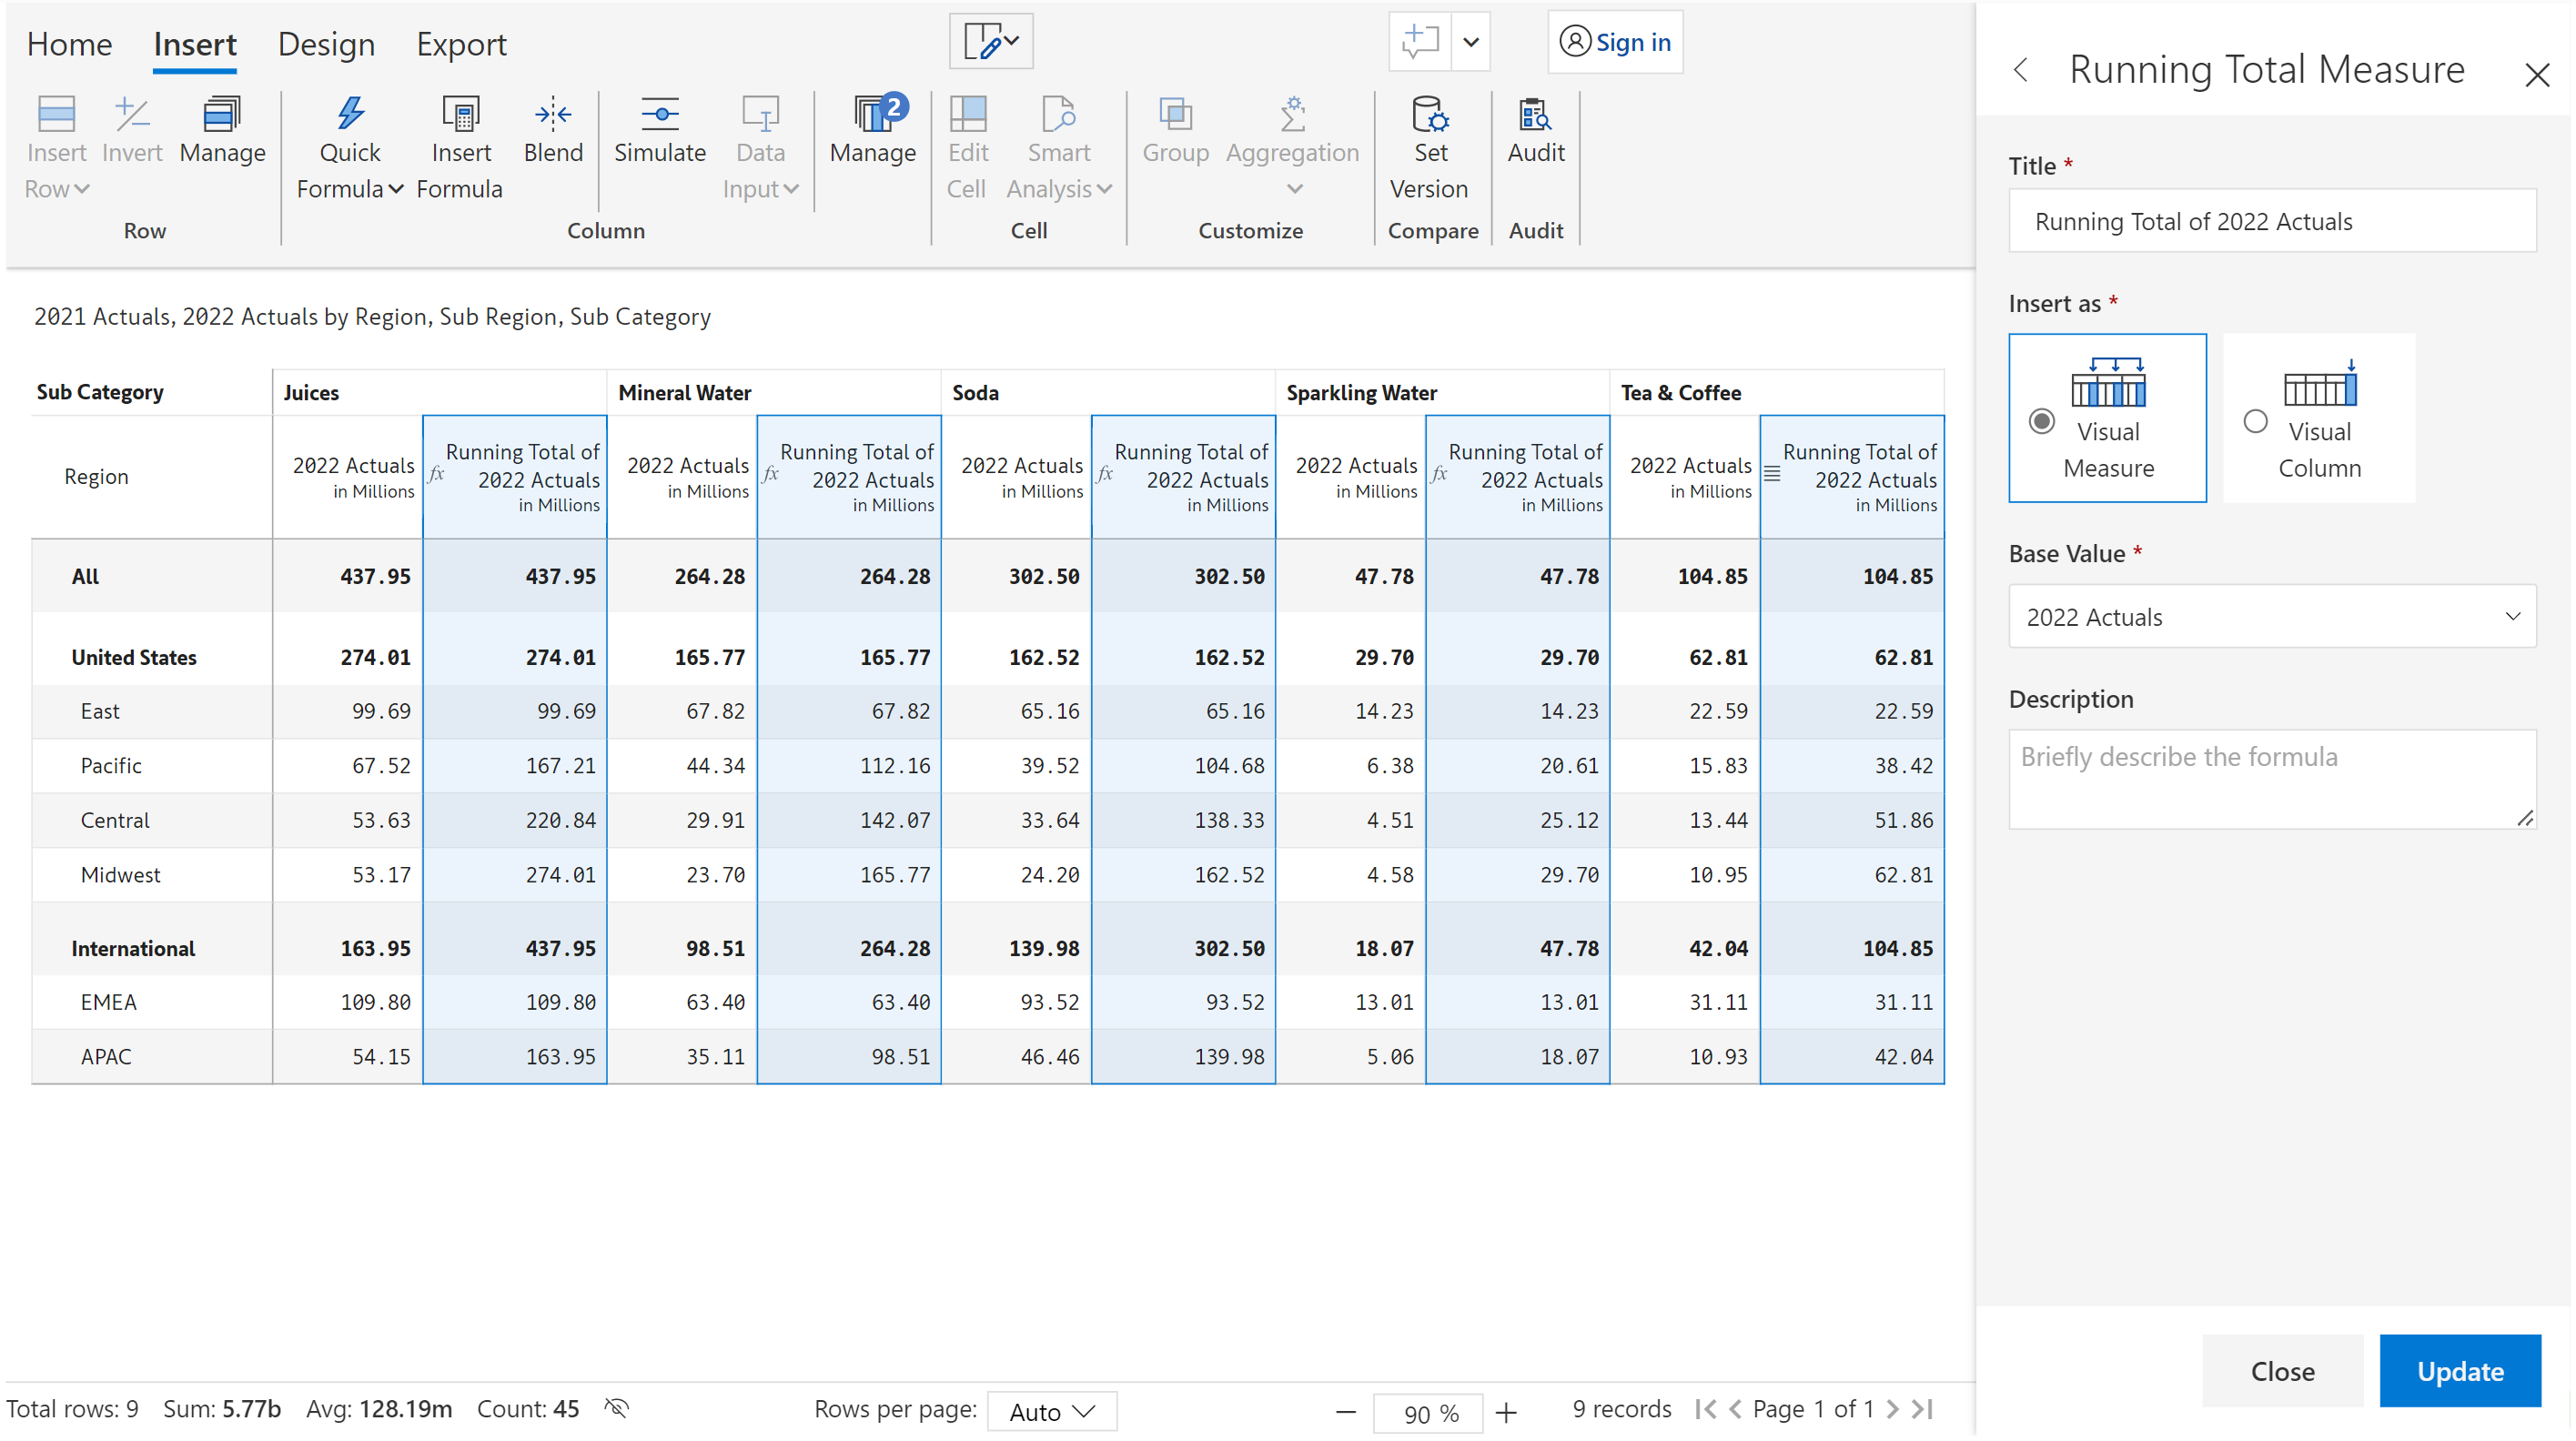 Home Insert Design Export
Sign in
Insert Row
Invert
Manage
Row
Quick Formula
Insert Formula
Blend
Simulate
Data Input
Column
2
Manage
Edit Cell
Smart Analysis
Cell
Group
Aggregation
Customize
Set Version
Compare
Audit
Audit
2021 Actuals, 2022 Actuals by Region, Sub Region, Sub Category
Sub Category Juices Mineral Water Soda Sparkling Water Tea & Coffee
Region
2022 Actuals in Millions
fx Running Total of 2022 Actuals in Millions
2022 Actuals in Millions
fx Running Total of 2022 Actuals in Millions
2022 Actuals in Millions
fx Running Total of 2022 Actuals in Millions
2022 Actuals in Millions
fx Running Total of 2022 Actuals in Millions
2022 Actuals in Millions
Running Total of 2022 Actuals in Millions
All 437.95 437.95 264.28 264.28 302.50 302.50 47.78 47.78 104.85 104.85
United States 274.01 274.01 165.77 165.77 162.52 162.52 29.70 29.70 62.81 62.81
East 99.69 99.69 67.82 67.82 65.16 65.16 14.23 14.23 22.59 22.59
Pacific 67.52 167.21 44.34 112.16 39.52 104.68 6.38 20.61 15.83 38.42
Central 53.63 220.84 29.91 142.07 33.64 138.33 4.51 25.12 13.44 51.86
Midwest 53.17 274.01 23.70 165.77 24.20 162.52 4.58 29.70 10.95 62.81
International 163.95 437.95 98.51 264.28 139.98 302.50 18.07 47.78 42.04 104.85
EMEA 109.80 109.80 63.40 63.40 93.52 93.52 13.01 13.01 31.11 31.11
APAC 54.15 163.95 35.11 98.51 46.46 139.98 5.06 18.07 10.93 42.04
Total rows: 9 Sum: 5.77b Avg: 128.19m Count: 45 Rows per page: Auto 90 % 9 records Page 1 of 1
Running Total Measure
Title *
Running Total of 2022 Actuals
Insert as *
Visual Measure
Visual Column
Base Value *
2022 Actuals
Description
Briefly describe the formula
Close Update